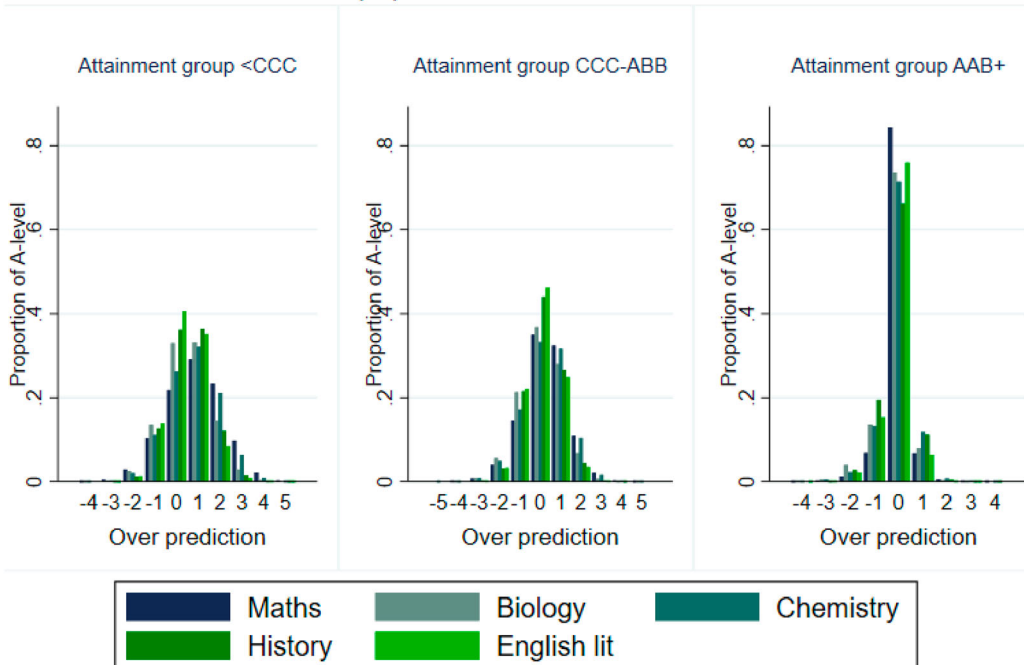 Attainment group <CCC
Attainment group CCC-ABB
Attainment group AAB+
Proportion of A-level
0 .2 .4 .6 .8
-4 -3 -2 -1 0 1 2 3 4 5
Over prediction
Proportion of A-level
0 .2 .4 .6 .8
-5 -4 -3 -2 -1 0 1 2 3 4 5
Over prediction
Proportion of A-level
0 .2 .4 .6 .8
-4 -3 -2 -1 0 1 2 3 4
Over prediction
Maths Biology Chemistry
History English lit